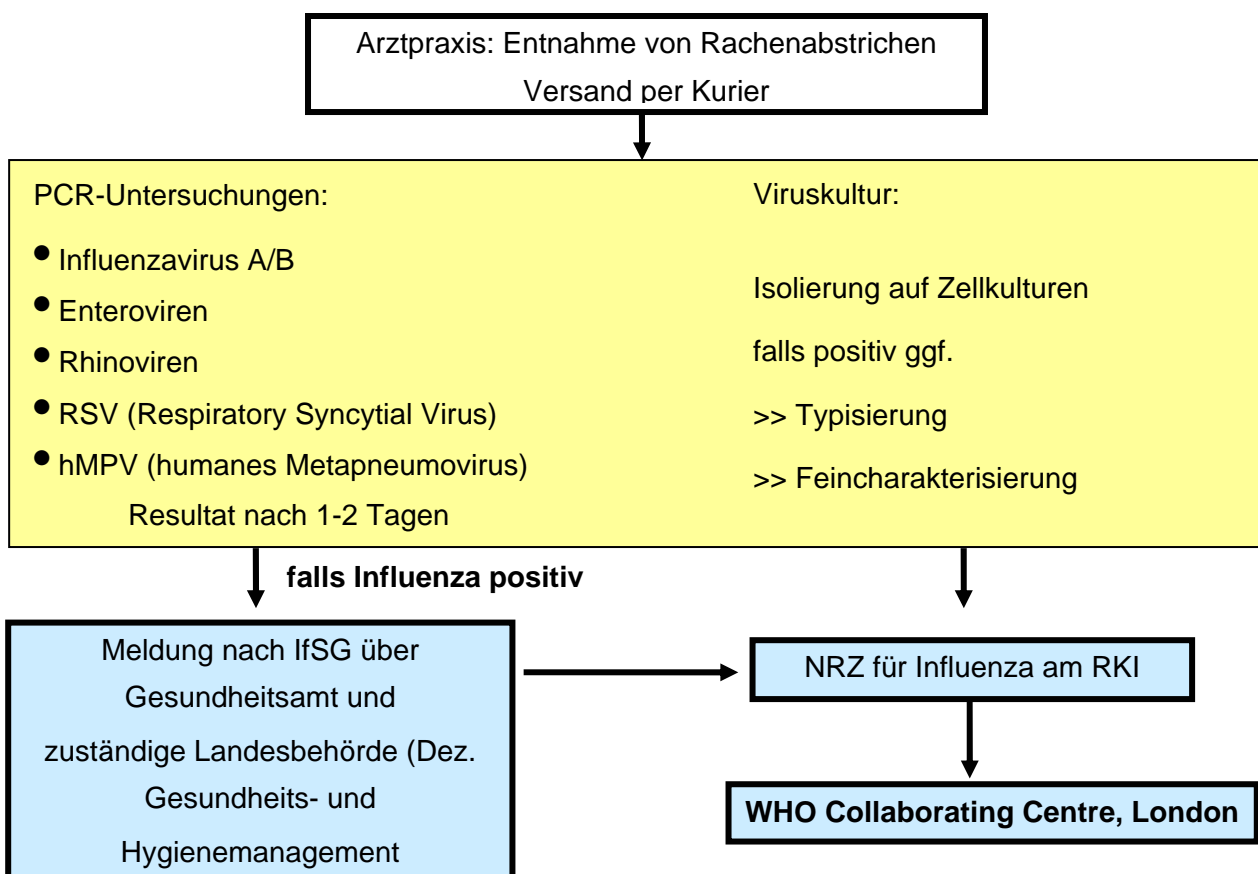 Arztpraxis: Entnahme von Rachenabstrichen
Versand per Kurier
PCR-Untersuchungen:
• Influenzavirus A/B
• Enteroviren
• Rhinoviren
• RSV (Respiratory Syncytial Virus)
• hMPV (humanes Metapneumovirus)
Resultat nach 1-2 Tagen
Viruskultur:
Isolierung auf Zellkulturen
falls positiv ggf.
>> Typisierung
>> Feincharakterisierung
falls Influenza positiv
Meldung nach IfSG über
Gesundheitsamt und
zuständige Landesbehörde (Dez.
Gesundheits- und
Hygienemanagement
NRZ für Influenza am RKI
WHO Collaborating Centre, London